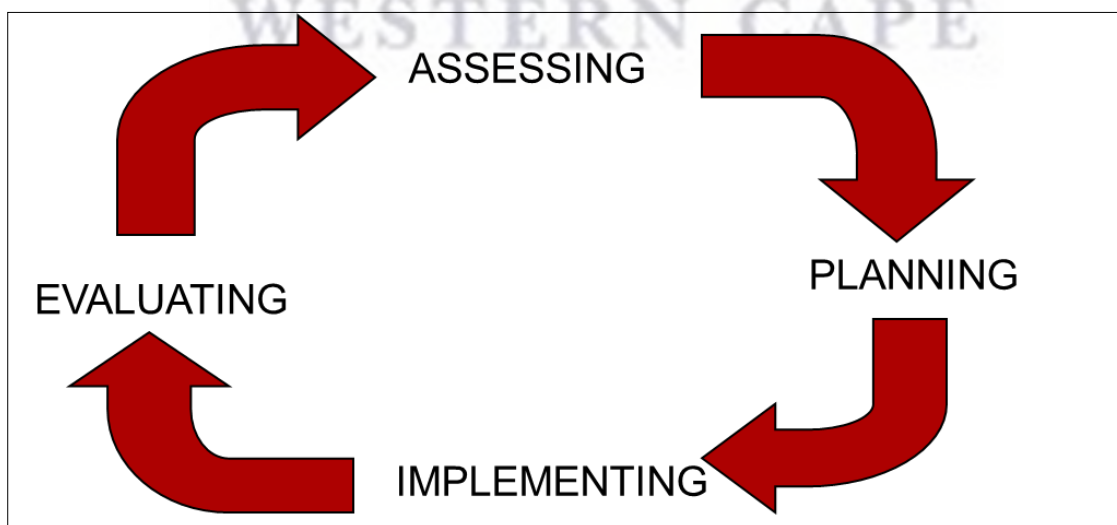 WESTERN CAPE
ASSESSING
PLANNING
EVALUATING
IMPLEMENTING